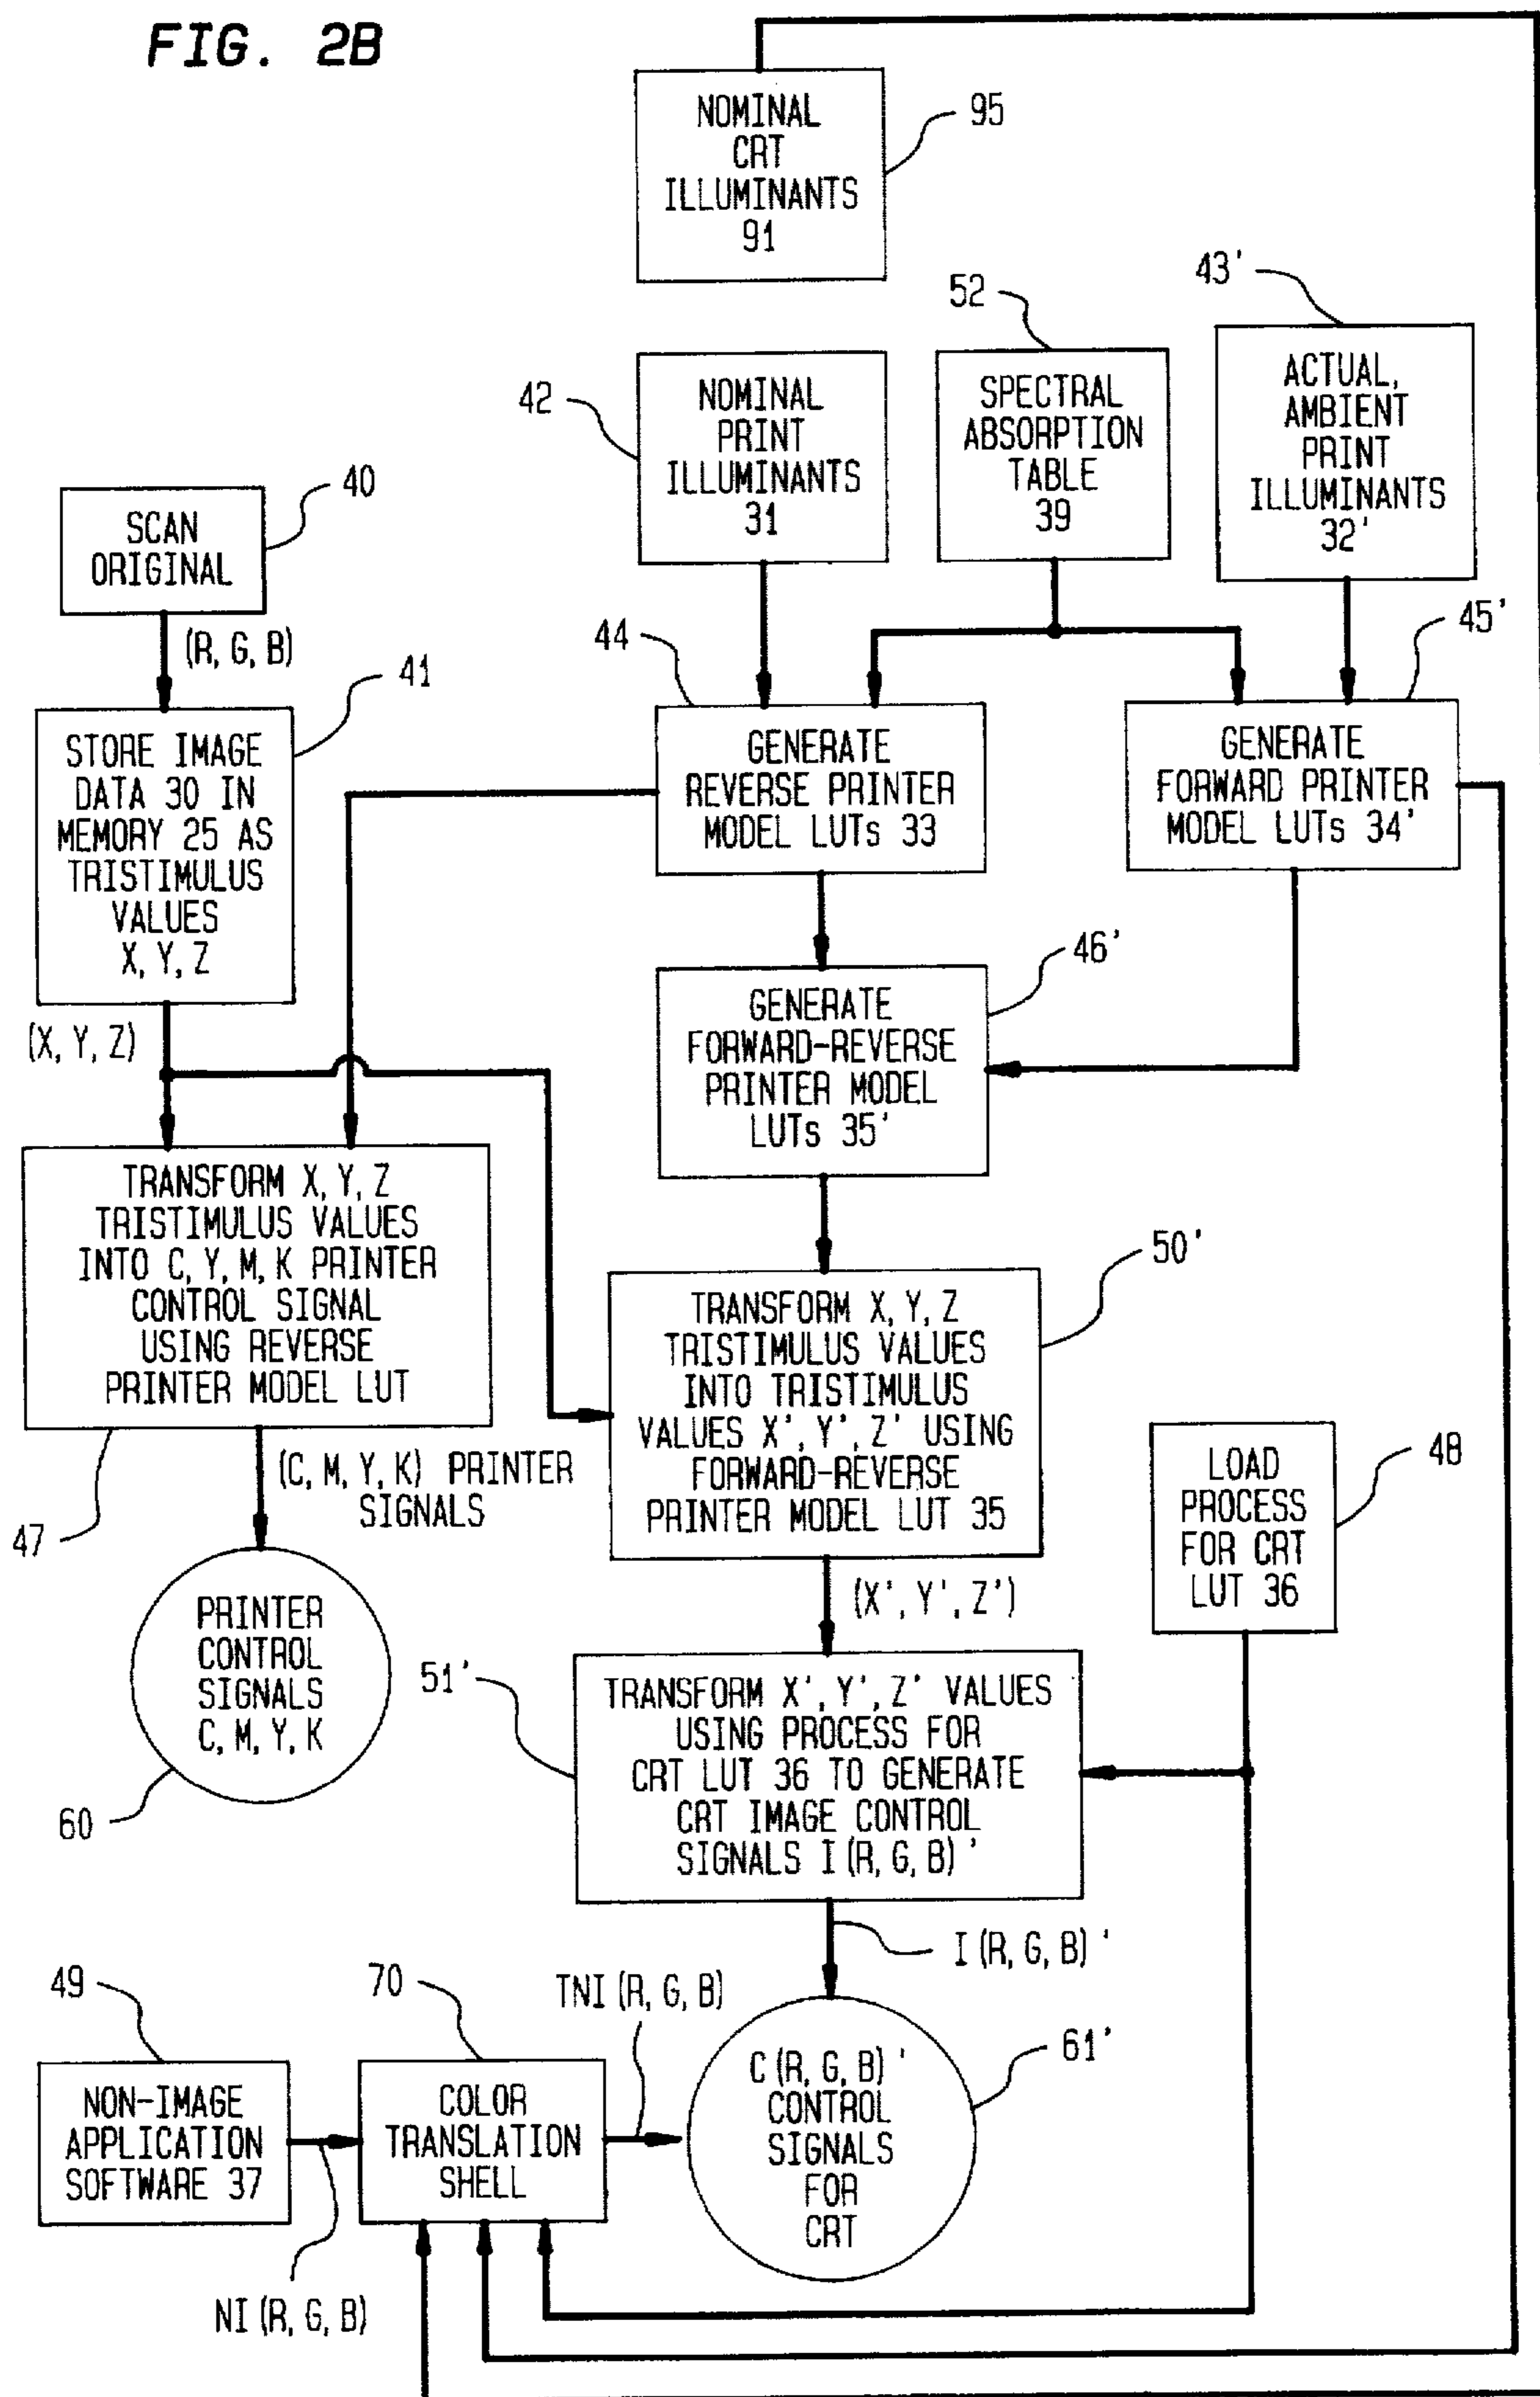 FIG. 2B
NOMINAL
CRT
ILLUMINANTS
91
95
43'
52
42
NOMINAL
PRINT
ILLUMINANTS
31
SPECTRAL
ABSORPTION
TABLE
39
ACTUAL,
AMBIENT
PRINT
ILLUMINANTS
32'
40
SCAN
ORIGINAL
(R, G, B)
44
45'
41
STORE IMAGE
DATA 30 IN
MEMORY 25 AS
TRISTIMULUS
VALUES
X, Y, Z
GENERATE
REVERSE PRINTER
MODEL LUTs 33
GENERATE
FORWARD PRINTER
MODEL LUTs 34'
46'
(X, Y, Z)
GENERATE
FORWARD-REVERSE
PRINTER MODEL
LUTs 35'
TRANSFORM X, Y, Z
TRISTIMULUS VALUES
INTO C, Y, M, K PRINTER
CONTROL SIGNAL
USING REVERSE
PRINTER MODEL LUT
50'
TRANSFORM X, Y, Z
TRISTIMULUS VALUES
INTO TRISTIMULUS
VALUES X', Y', Z' USING
FORWARD-REVERSE
PRINTER MODEL LUT 35
48
LOAD
PROCESS
FOR CRT
LUT 36
(C, M, Y, K) PRINTER
SIGNALS
47
(X', Y', Z')
PRINTER
CONTROL
SIGNALS
C, M, Y, K
60
51'
TRANSFORM X', Y', Z' VALUES
USING PROCESS FOR
CRT LUT 36 TO GENERATE
CRT IMAGE CONTROL
SIGNALS I (R, G, B) '
I (R, G, B) '
49
70
TNI (R, G, B)
61'
NON-IMAGE
APPLICATION
SOFTWARE 37
COLOR
TRANSLATION
SHELL
C (R, G, B) '
CONTROL
SIGNALS
FOR
CRT
NI (R, G, B)